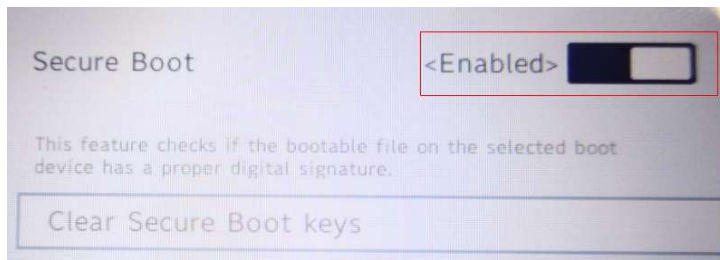 Secure Boot <Enabled>
This feature checks if the bootable file on the selected boot
device has a proper digital signature.
Clear Secure Boot keys